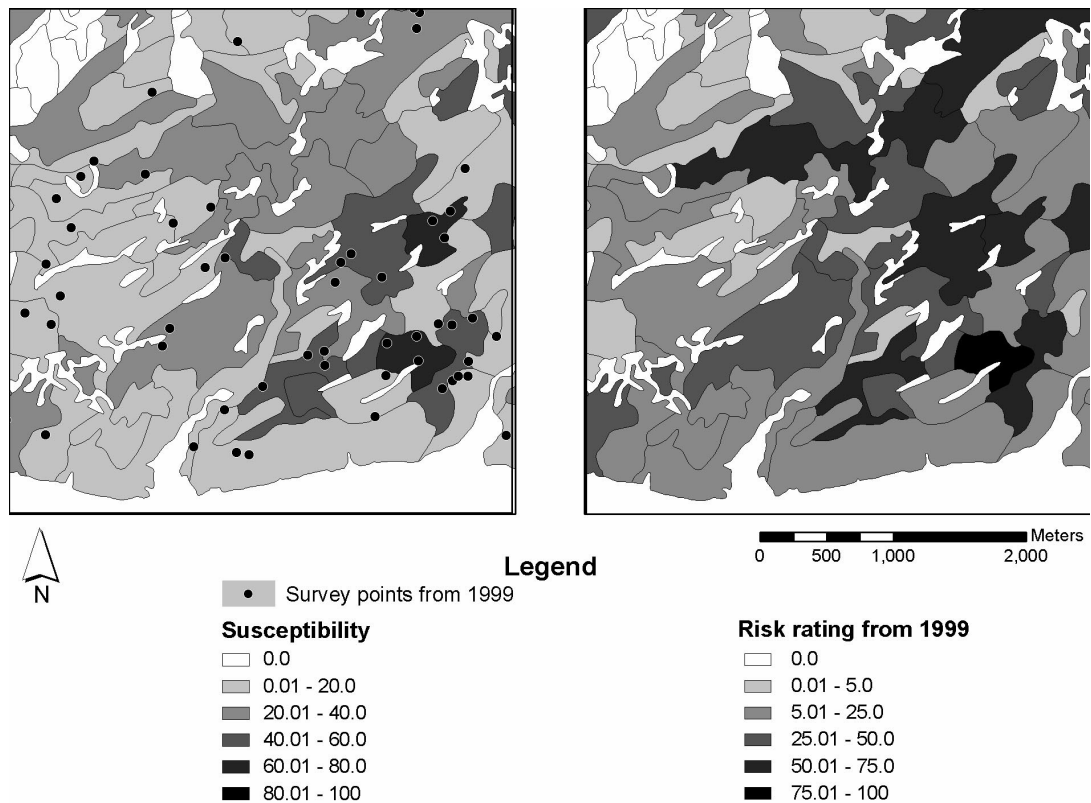 Meters
0 500 1,000 2,000
N
Legend
Survey points from 1999
Susceptibility
0.0
0.01 - 20.0
20.01 - 40.0
40.01 - 60.0
60.01 - 80.0
80.01 - 100
Risk rating from 1999
0.0
0.01 - 5.0
5.01 - 25.0
25.01 - 50.0
50.01 - 75.0
75.01 - 100